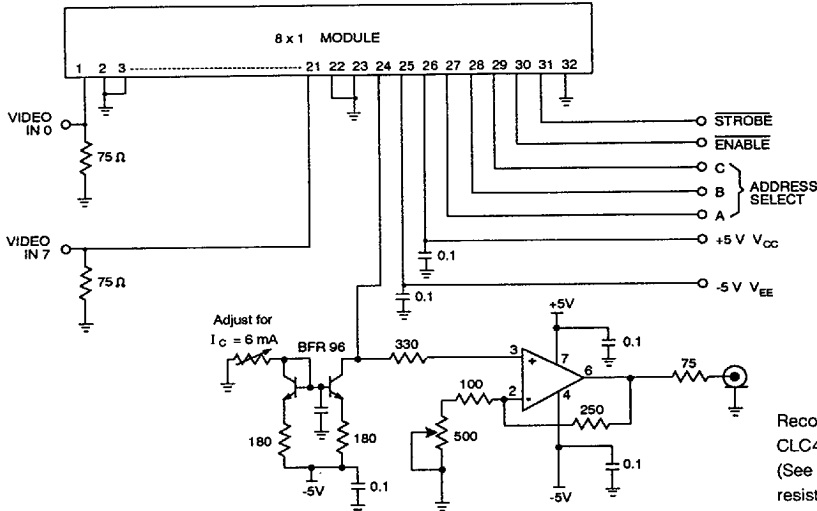 8 x 1 MODULE
1 2 3 21 22 23 24 25 26 27 28 29 30 31 32
VIDEO
IN 0
75 Ω
STROBE
ENABLE
C
B
A
ADDRESS
SELECT
VIDEO
IN 7
75 Ω
+5 V VCC
0.1
-5 V VEE
0.1
Adjust for
IC = 6 mA
BFR 96
330
+5V
0.1
3
+
7
6
75
100
2
-
4
250
180
180
500
-5V
0.1
0.1
-5V
Reco
CLC4
(See
resist